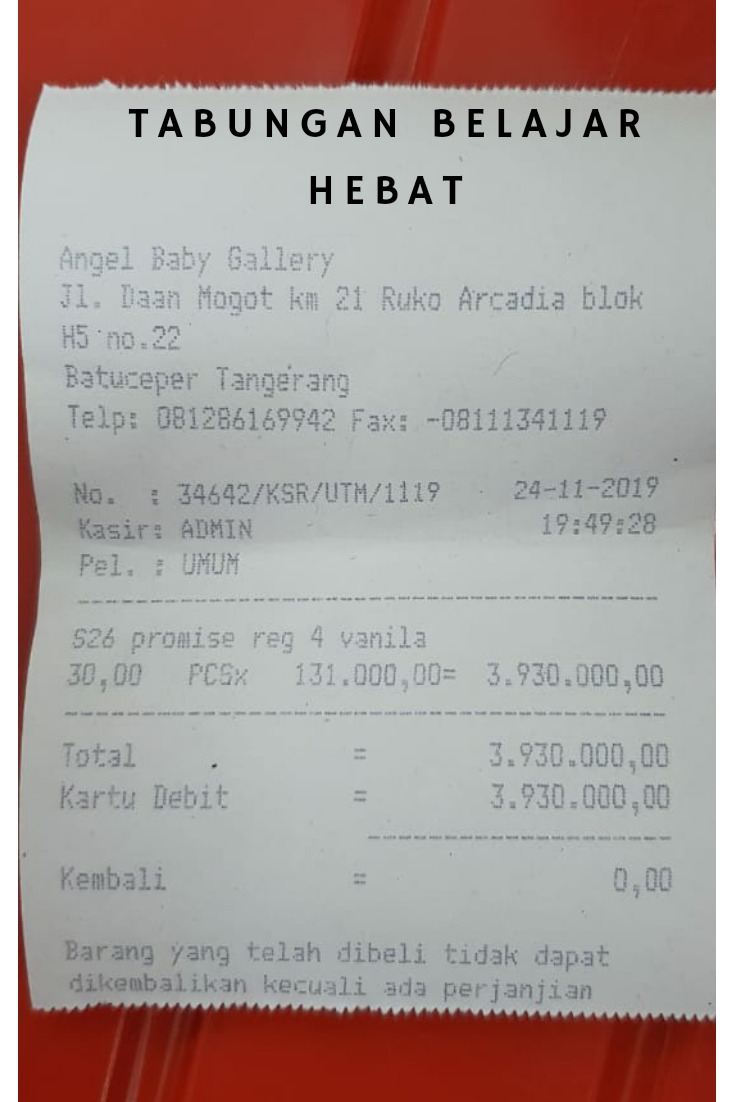 TABUNGAN BELAJAR
HEBAT
Angel Baby Gallery
Jl. Daan Mogot km 21 Ruko Arcadia blok
H5 no.22
Batuceper Tangerang
Telp: 081286169942 Fax: -08111341119
No. : 34642/KSR/UTM/1119 24-11-2019
Kasir: ADMIN 19:49:28
Pel. : UMUM
S26 promise reg 4 vanila
30,00 PCSx 131.000,00= 3.930.000,00
Total = 3.930.000,00
Kartu Debit = 3.930.000,00
Kembali = 0,00
Barang yang telah dibeli tidak dapat
dikembalikan kecuali ada perjanjian